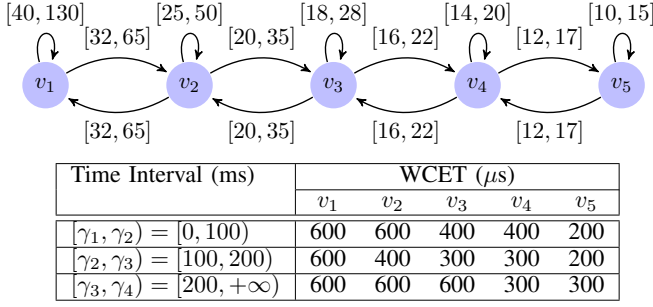 [40, 130] [25, 50] [18, 28] [14, 20] [10, 15]
[32, 65] [20, 35] [16, 22] [12, 17]
v₁ v₂ v₃ v₄ v₅
[32, 65] [20, 35] [16, 22] [12, 17]
Time Interval (ms) WCET (μs)
v₁ v₂ v₃ v₄ v₅
[γ₁, γ₂) = [0, 100) 600 600 400 400 200
[γ₂, γ₃) = [100, 200) 600 400 300 300 200
[γ₃, γ₄) = [200, +∞) 600 600 600 300 300